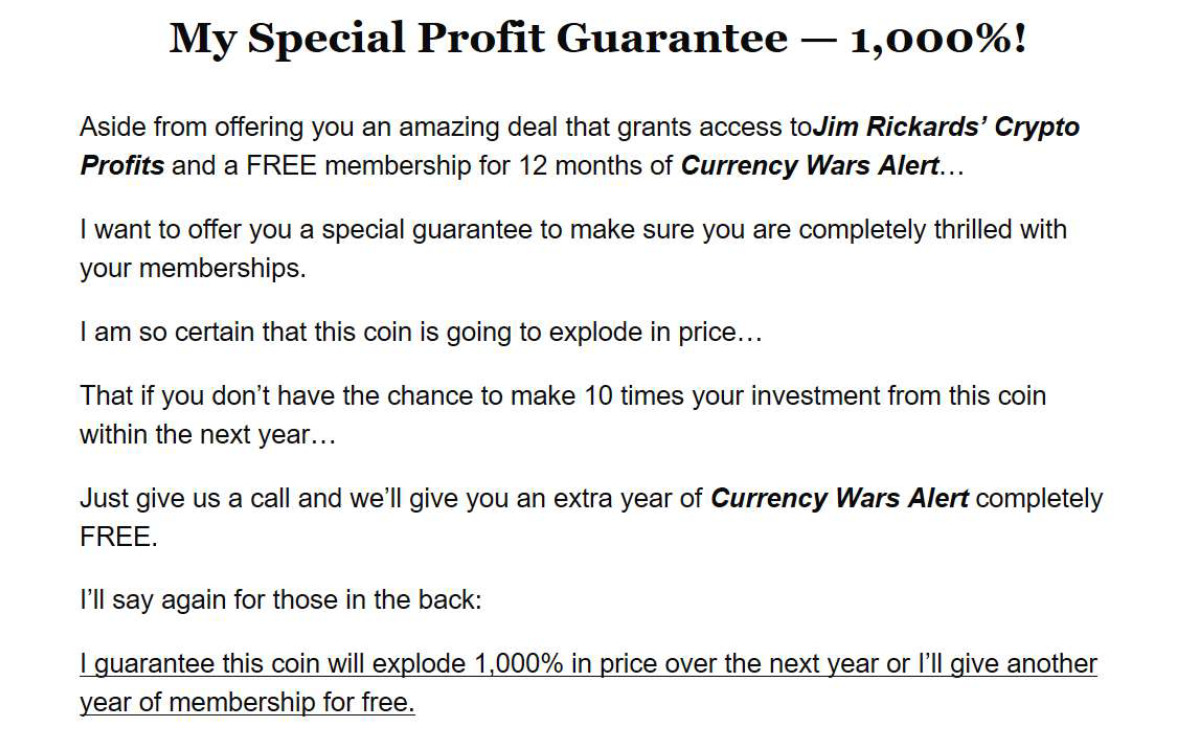 My Special Profit Guarantee — 1,000%!
Aside from offering you an amazing deal that grants access toJim Rickards’ Crypto
Profits and a FREE membership for 12 months of Currency Wars Alert…
I want to offer you a special guarantee to make sure you are completely thrilled with
your memberships.
I am so certain that this coin is going to explode in price…
That if you don’t have the chance to make 10 times your investment from this coin
within the next year…
Just give us a call and we’ll give you an extra year of Currency Wars Alert completely
FREE.
I’ll say again for those in the back:
I guarantee this coin will explode 1,000% in price over the next year or I’ll give another
year of membership for free.